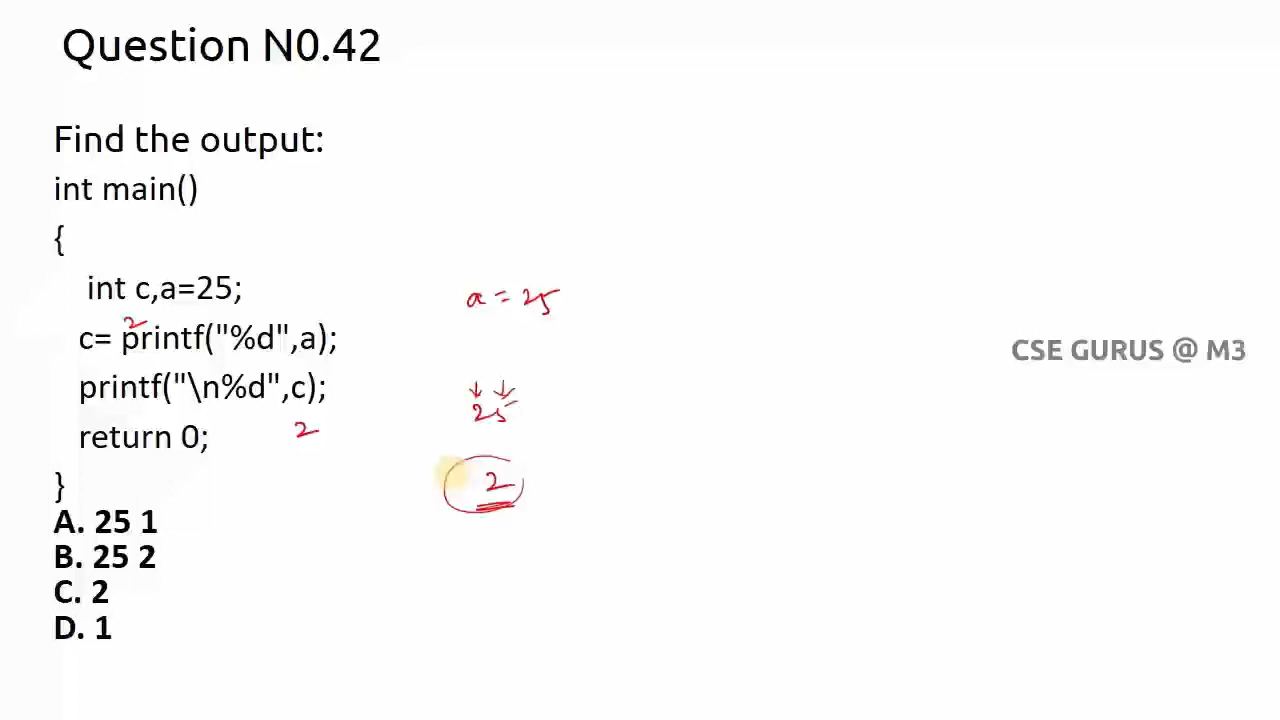 Question N0.42
Find the output:
int main()
{
int c,a=25;
a = 25
2
c= printf("%d",a);
CSE GURUS @ M3
printf("\n%d",c);
25
return 0;
2
2
}
A. 25 1
B. 25 2
C. 2
D. 1